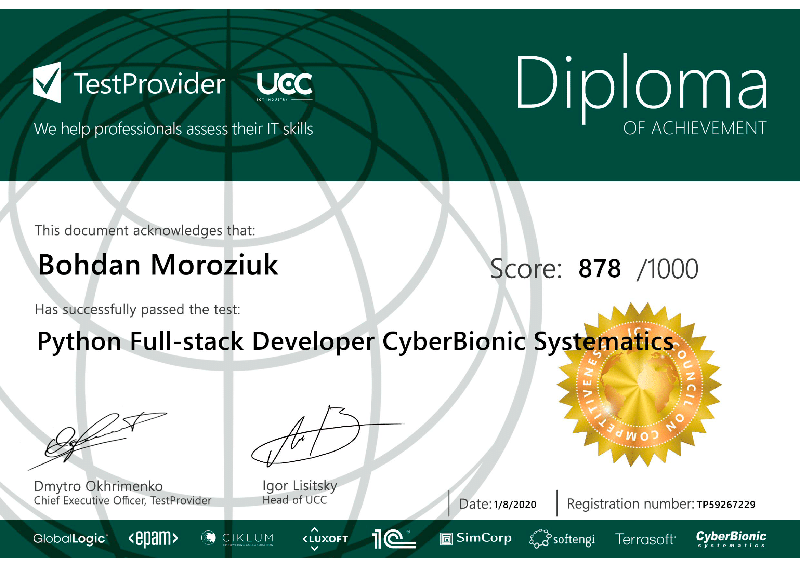 TestProvider
UCC
We help professionals assess their IT skills
Diploma
OF ACHIEVEMENT
This document acknowledges that:
Bohdan Moroziuk
Score: 878 /1000
Has successfully passed the test:
Python Full-stack Developer CyberBionic Systematics
ICT COUNCIL ON COMPETITIVENESS
Dmytro Okhrimenko
Chief Executive Officer, TestProvider
Igor Lisitsky
Head of UCC
Date: 1/8/2020
Registration number: TP59267229
GlobalLogic
<epam>
CIKLUM
LUXOFT
1C
SimCorp
softengi
Terrasoft
CyberBionic
systematics